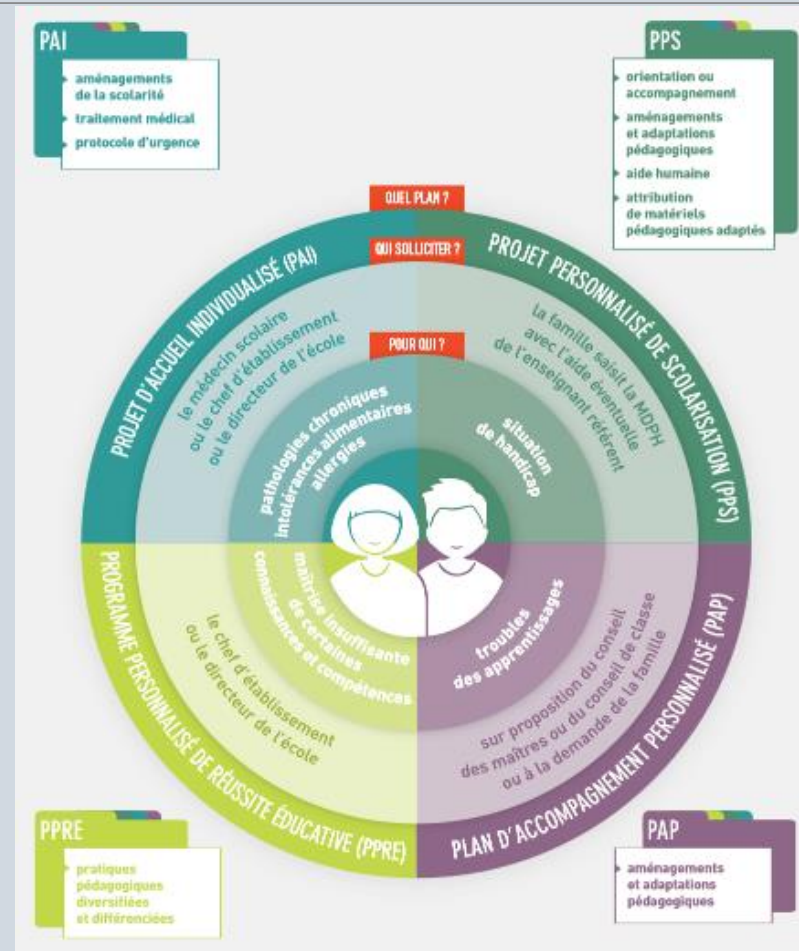 PAI
aménagements
de la scolarité
traitement médical
protocole d'urgence
PPS
orientation ou
accompagnement
aménagements
et adaptations
pédagogiques
aide humaine
attribution
de matériels
pédagogiques adaptés
QUEL PLAN ?
QUI SOLLICITER ?
POUR QUI ?
PROJET D'ACCUEIL INDIVIDUALISÉ (PAI)
le médecin scolaire
ou le chef d'établissement
ou le directeur de l'école
pathologies chroniques
intolérances alimentaires
allergies
PROJET PERSONNALISÉ DE SCOLARISATION (PPS)
La famille saisit la MDPH
avec l'aide éventuelle
de l'enseignant référent
situation
de handicap
PROGRAMME PERSONNALISÉ DE RÉUSSITE ÉDUCATIVE (PPRE)
le chef d'établissement
ou le directeur de l'école
maîtrise insuffisante
de certaines
connaissances et compétences
PLAN D'ACCOMPAGNEMENT PERSONNALISÉ (PAP)
sur proposition du conseil
des maîtres ou du conseil de classe
ou à la demande de la famille
troubles
des apprentissages
PPRE
pratiques
pédagogiques
diversifiées
et différenciées
PAP
aménagements
et adaptations
pédagogiques